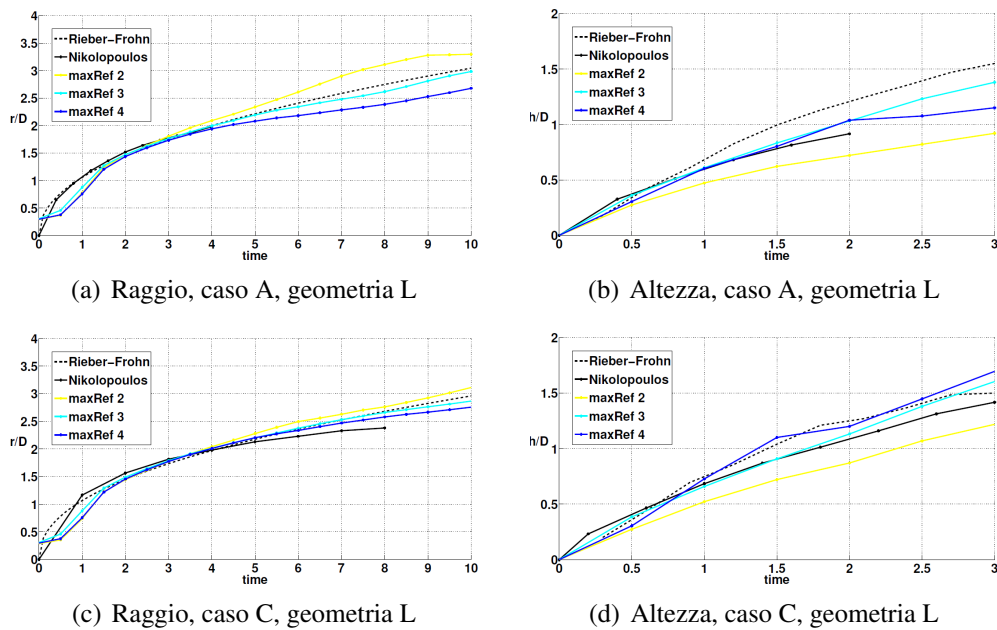 4
3.5
3
2.5
r/D
2
1.5
1
0.5
0
0 1 2 3 4 5 6 7 8 9 10
time
Rieber−Frohn
Nikolopoulos
maxRef 2
maxRef 3
maxRef 4
(a) Raggio, caso A, geometria L
2
1.5
h/D
1
0.5
0
0 0.5 1 1.5 2 2.5 3
time
Rieber−Frohn
Nikolopoulos
maxRef 2
maxRef 3
maxRef 4
(b) Altezza, caso A, geometria L
4
3.5
3
2.5
r/D
2
1.5
1
0.5
0
0 1 2 3 4 5 6 7 8 9 10
time
Rieber−Frohn
Nikolopoulos
maxRef 2
maxRef 3
maxRef 4
(c) Raggio, caso C, geometria L
2
1.5
h/D
1
0.5
0
0 0.5 1 1.5 2 2.5 3
time
Rieber−Frohn
Nikolopoulos
maxRef 2
maxRef 3
maxRef 4
(d) Altezza, caso C, geometria L